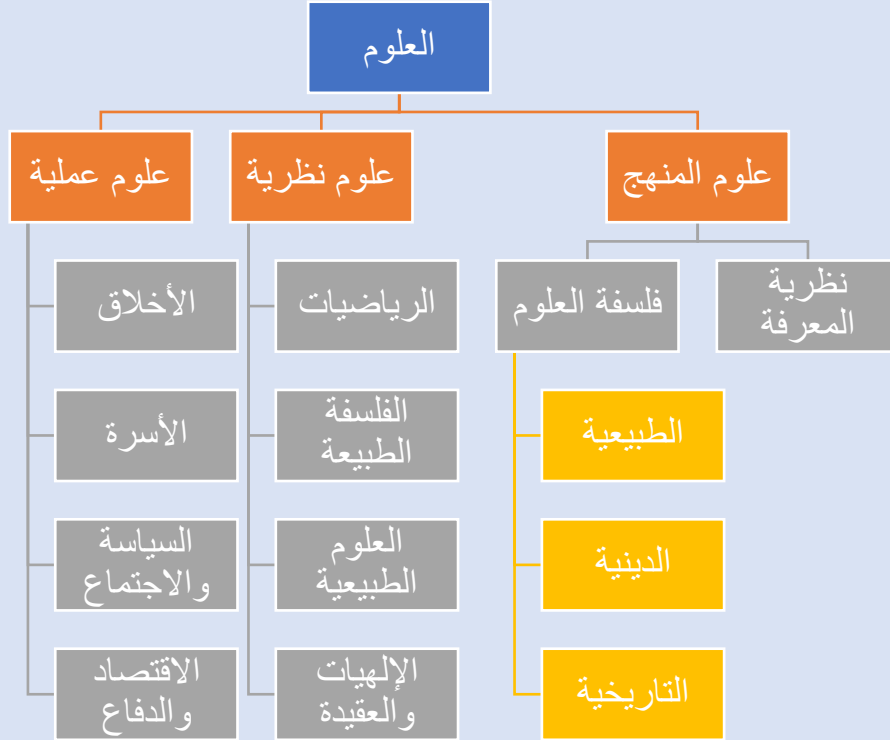 العلوم
علوم المنهج
علوم نظرية
علوم عملية
نظرية
المعرفة
فلسفة العلوم
الطبيعية
الدينية
التاريخية
الرياضيات
الفلسفة
الطبيعة
العلوم
الطبيعية
الإلهيات
والعقيدة
الأخلاق
الأسرة
السياسة
والاجتماع
الاقتصاد
والدفاع